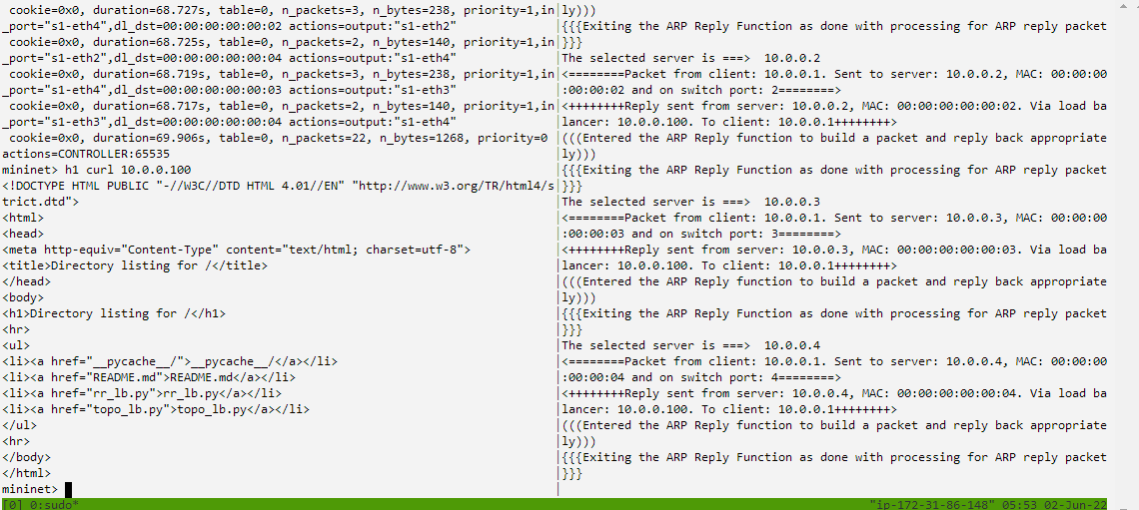 cookie=0x0, duration=68.727s, table=0, n_packets=3, n_bytes=238, priority=1,in
_port="s1-eth4",dl_dst=00:00:00:00:00:02 actions=output:"s1-eth2"
 cookie=0x0, duration=68.725s, table=0, n_packets=2, n_bytes=140, priority=1,in
_port="s1-eth2",dl_dst=00:00:00:00:00:04 actions=output:"s1-eth4"
 cookie=0x0, duration=68.719s, table=0, n_packets=3, n_bytes=238, priority=1,in
_port="s1-eth4",dl_dst=00:00:00:00:00:03 actions=output:"s1-eth3"
 cookie=0x0, duration=68.717s, table=0, n_packets=2, n_bytes=140, priority=1,in
_port="s1-eth3",dl_dst=00:00:00:00:00:04 actions=output:"s1-eth4"
 cookie=0x0, duration=69.906s, table=0, n_packets=22, n_bytes=1268, priority=0
actions=CONTROLLER:65535
mininet> h1 curl 10.0.0.100
<!DOCTYPE HTML PUBLIC "-//W3C//DTD HTML 4.01//EN" "http://www.w3.org/TR/html4/s
trict.dtd">
<html>
<head>
<meta http-equiv="Content-Type" content="text/html; charset=utf-8">
<title>Directory listing for /</title>
</head>
<body>
<h1>Directory listing for /</h1>
<hr>
<ul>
<li><a href="__pycache__/">__pycache__/</a></li>
<li><a href="README.md">README.md</a></li>
<li><a href="rr_lb.py">rr_lb.py</a></li>
<li><a href="topo_lb.py">topo_lb.py</a></li>
</ul>
<hr>
</body>
</html>
mininet>
ly)))
{{{Exiting the ARP Reply Function as done with processing for ARP reply packet
}}}
The selected server is ===>  10.0.0.2
<========Packet from client: 10.0.0.1. Sent to server: 10.0.0.2, MAC: 00:00:00
:00:00:02 and on switch port: 2========>
<++++++++Reply sent from server: 10.0.0.2, MAC: 00:00:00:00:00:02. Via load ba
lancer: 10.0.0.100. To client: 10.0.0.1++++++++>
(((Entered the ARP Reply function to build a packet and reply back appropriate
ly)))
{{{Exiting the ARP Reply Function as done with processing for ARP reply packet
}}}
The selected server is ===>  10.0.0.3
<========Packet from client: 10.0.0.1. Sent to server: 10.0.0.3, MAC: 00:00:00
:00:00:03 and on switch port: 3========>
<++++++++Reply sent from server: 10.0.0.3, MAC: 00:00:00:00:00:03. Via load ba
lancer: 10.0.0.100. To client: 10.0.0.1++++++++>
(((Entered the ARP Reply function to build a packet and reply back appropriate
ly)))
{{{Exiting the ARP Reply Function as done with processing for ARP reply packet
}}}
The selected server is ===>  10.0.0.4
<========Packet from client: 10.0.0.1. Sent to server: 10.0.0.4, MAC: 00:00:00
:00:00:04 and on switch port: 4========>
<++++++++Reply sent from server: 10.0.0.4, MAC: 00:00:00:00:00:04. Via load ba
lancer: 10.0.0.100. To client: 10.0.0.1++++++++>
(((Entered the ARP Reply function to build a packet and reply back appropriate
ly)))
{{{Exiting the ARP Reply Function as done with processing for ARP reply packet
}}}
[0] 0:sudo* "ip-172-31-86-148" 05:53 02-Jun-22